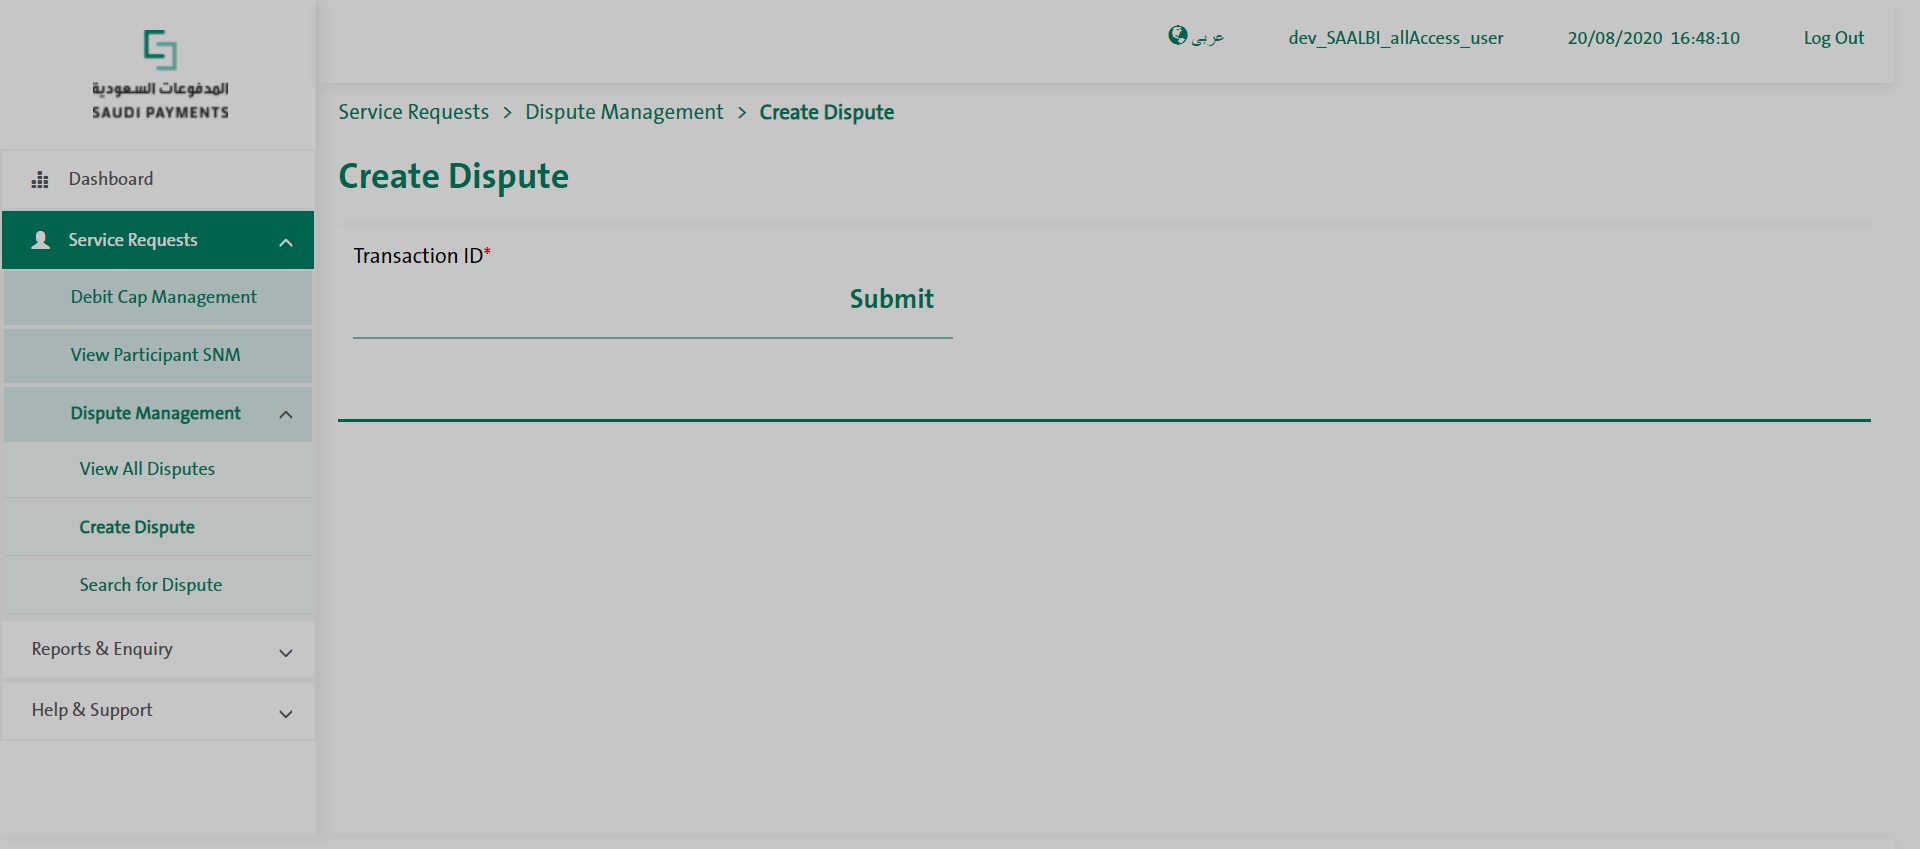 المدفوعات السعودية
SAUDI PAYMENTS
عربى
dev_SAALBI_allAccess_user
20/08/2020 16:48:10
Log Out
Service Requests > Dispute Management > Create Dispute
Create Dispute
Transaction ID*
Submit
Dashboard
Service Requests
Debit Cap Management
View Participant SNM
Dispute Management
View All Disputes
Create Dispute
Search for Dispute
Reports & Enquiry
Help & Support